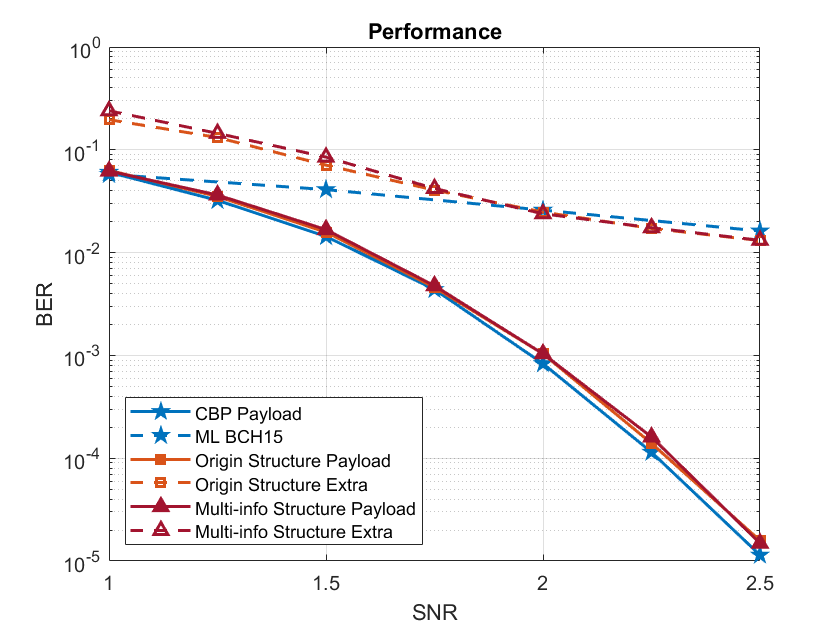 Performance
10^0
10^-1
10^-2
10^-3
10^-4
10^-5
BER
CBP Payload
ML BCH15
Origin Structure Payload
Origin Structure Extra
Multi-info Structure Payload
Multi-info Structure Extra
1 1.5 2 2.5
SNR